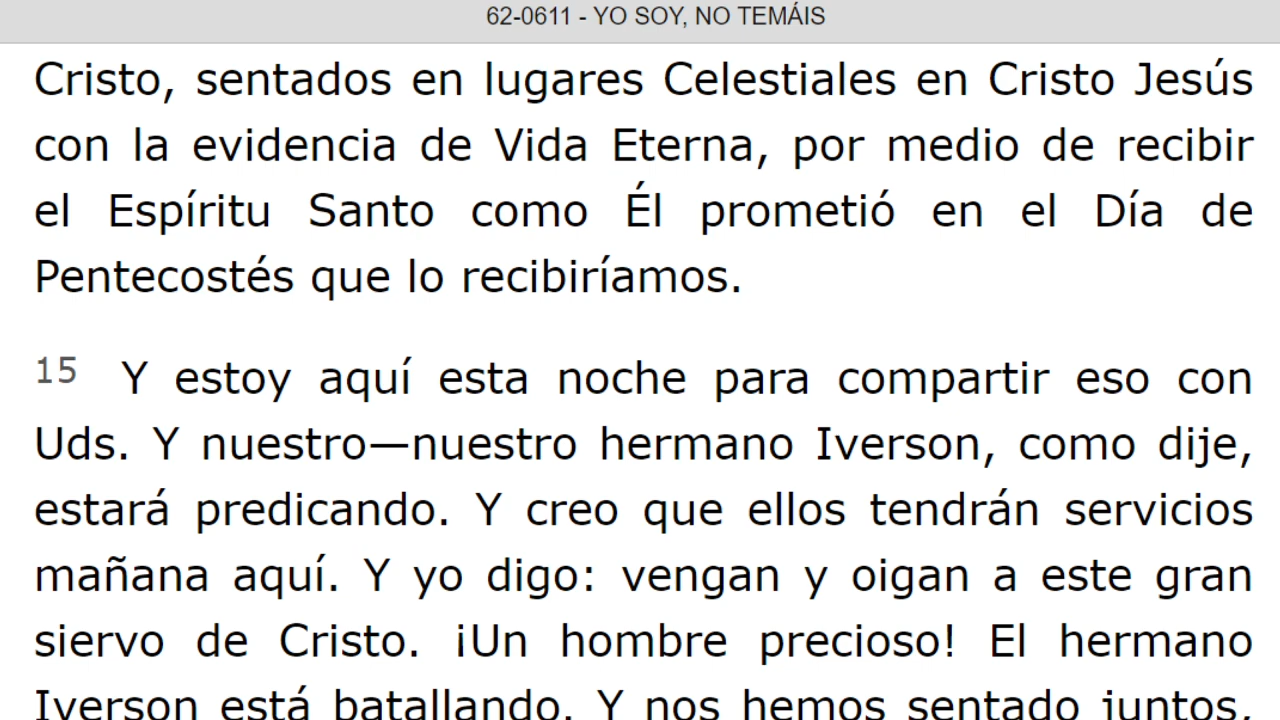 62-0611 - YO SOY, NO TEMÁIS
Cristo, sentados en lugares Celestiales en Cristo Jesús
con la evidencia de Vida Eterna, por medio de recibir
el Espíritu Santo como Él prometió en el Día de
Pentecostés que lo recibiríamos.
15 Y estoy aquí esta noche para compartir eso con
Uds. Y nuestro—nuestro hermano Iverson, como dije,
estará predicando. Y creo que ellos tendrán servicios
mañana aquí. Y yo digo: vengan y oigan a este gran
siervo de Cristo. ¡Un hombre precioso! El hermano
Iverson está batallando. Y nos hemos sentado juntos,